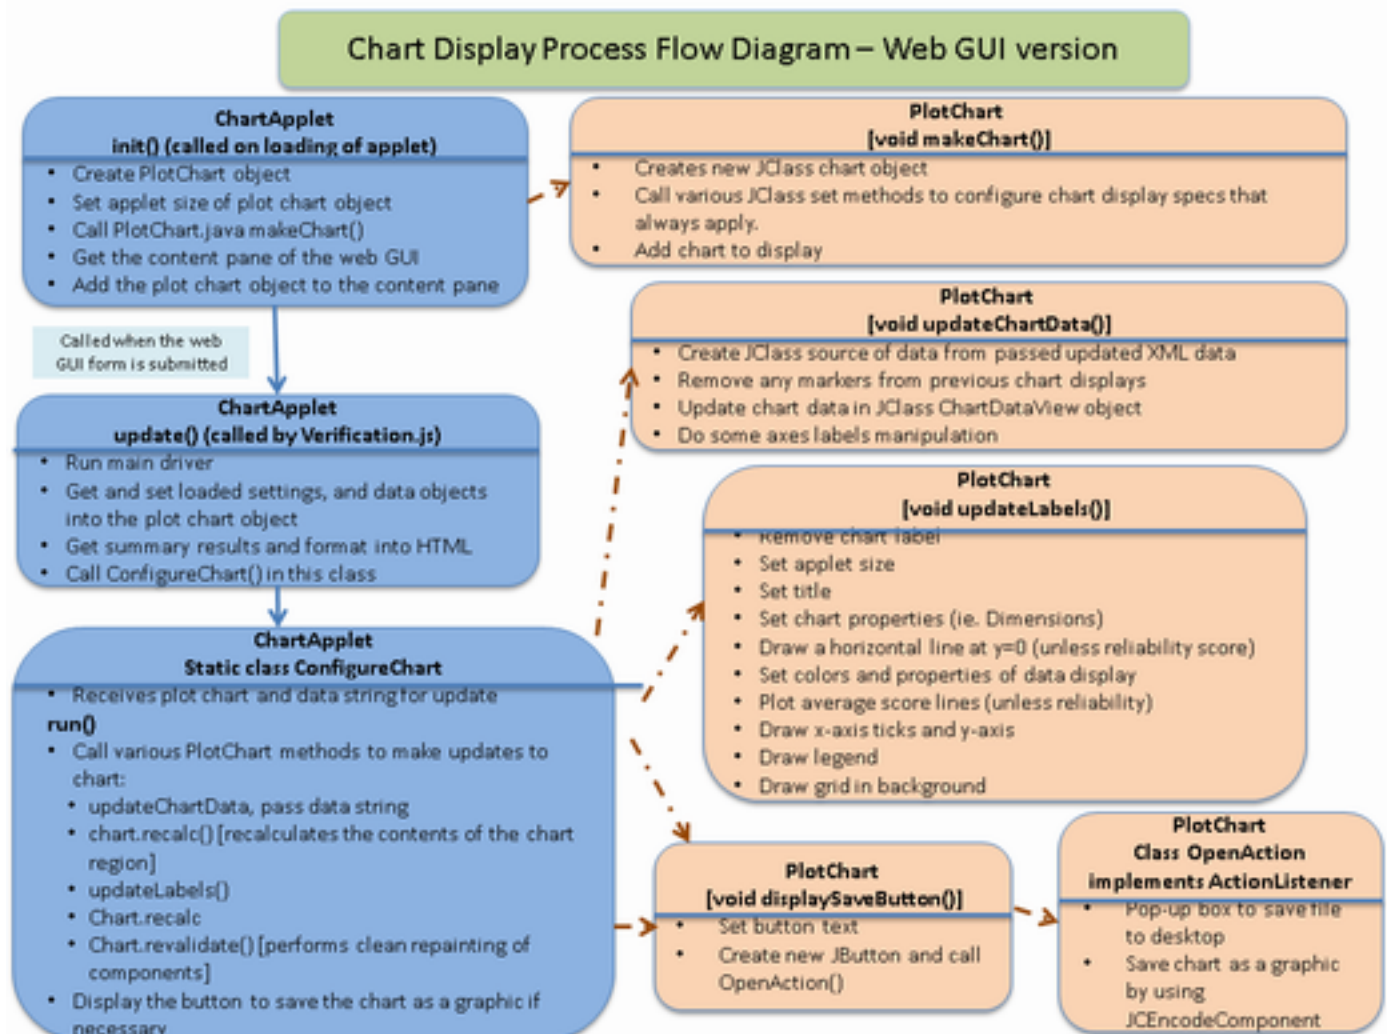 Chart Display Process Flow Diagram – Web GUI version
ChartApplet
init() (called on loading of applet)
• Create PlotChart object
• Set applet size of plot chart object
• Call PlotChart.java makeChart()
• Get the content pane of the web GUI
• Add the plot chart object to the content pane
PlotChart
[void makeChart()]
• Creates new JClass chart object
• Call various JClass set methods to configure chart display specs that
always apply.
• Add chart to display
Called when the web
GUI form is submitted
PlotChart
[void updateChartData()]
• Create JClass source of data from passed updated XML data
• Remove any markers from previous chart displays
• Update chart data in JClass ChartDataView object
• Do some axes labels manipulation
ChartApplet
update() (called by Verification.js)
• Run main driver
• Get and set loaded settings, and data objects
into the plot chart object
• Get summary results and format into HTML
• Call ConfigureChart() in this class
PlotChart
[void updateLabels()]
• Remove chart label
• Set applet size
• Set title
• Set chart properties (ie. Dimensions)
• Draw a horizontal line at y=0 (unless reliability score)
• Set colors and properties of data display
• Plot average score lines (unless reliability)
• Draw x-axis ticks and y-axis
• Draw legend
• Draw grid in background
ChartApplet
Static class ConfigureChart
• Receives plot chart and data string for update
run()
• Call various PlotChart methods to make updates to
chart:
• updateChartData, pass data string
• chart.recalc() [recalculates the contents of the chart
region]
• updateLabels()
• Chart.recalc
• Chart.revalidate() [performs clean repainting of
components]
• Display the button to save the chart as a graphic if
necessary
PlotChart
[void displaySaveButton()]
• Set button text
• Create new JButton and call
OpenAction()
PlotChart
Class OpenAction
implements ActionListener
• Pop-up box to save file
to desktop
• Save chart as a graphic
by using
JCEncodeComponent